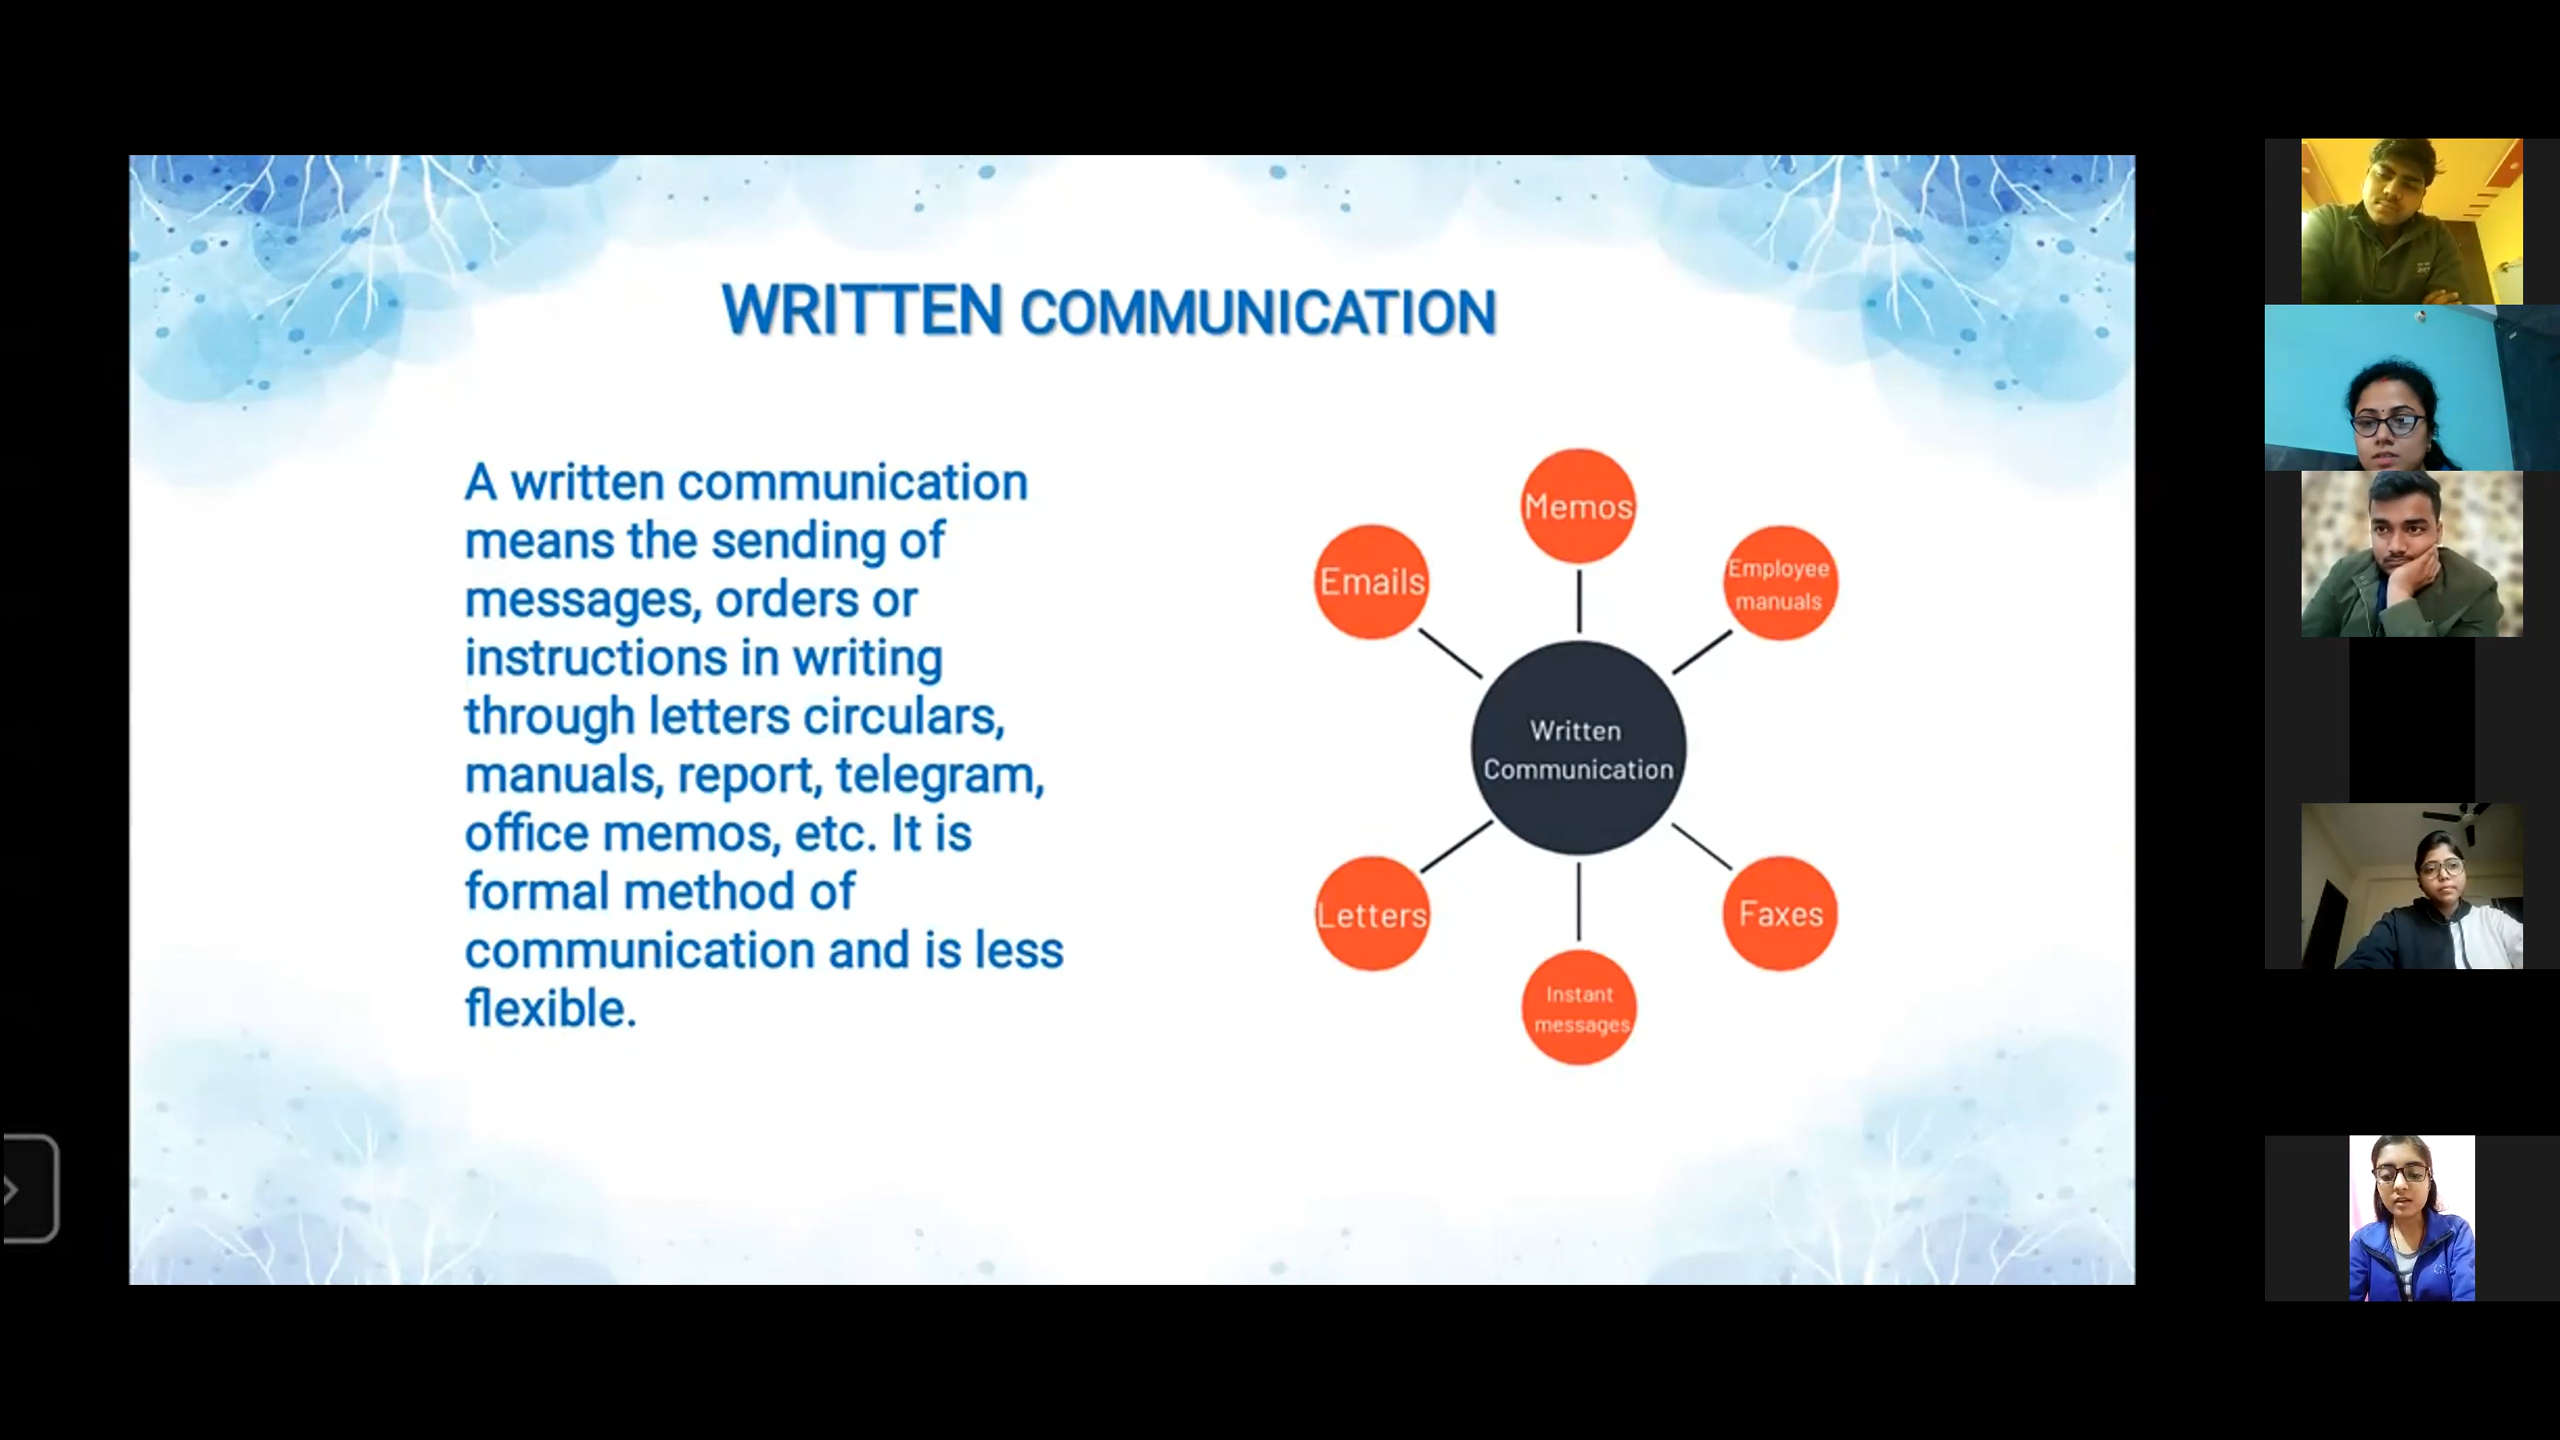 WRITTEN COMMUNICATION
A written communication
means the sending of
messages, orders or
instructions in writing
through letters circulars,
manuals, report, telegram,
office memos, etc. It is
formal method of
communication and is less
flexible.
Memos
Emails
Employee
manuals
Written
Communication
Letters
Faxes
Instant
messages